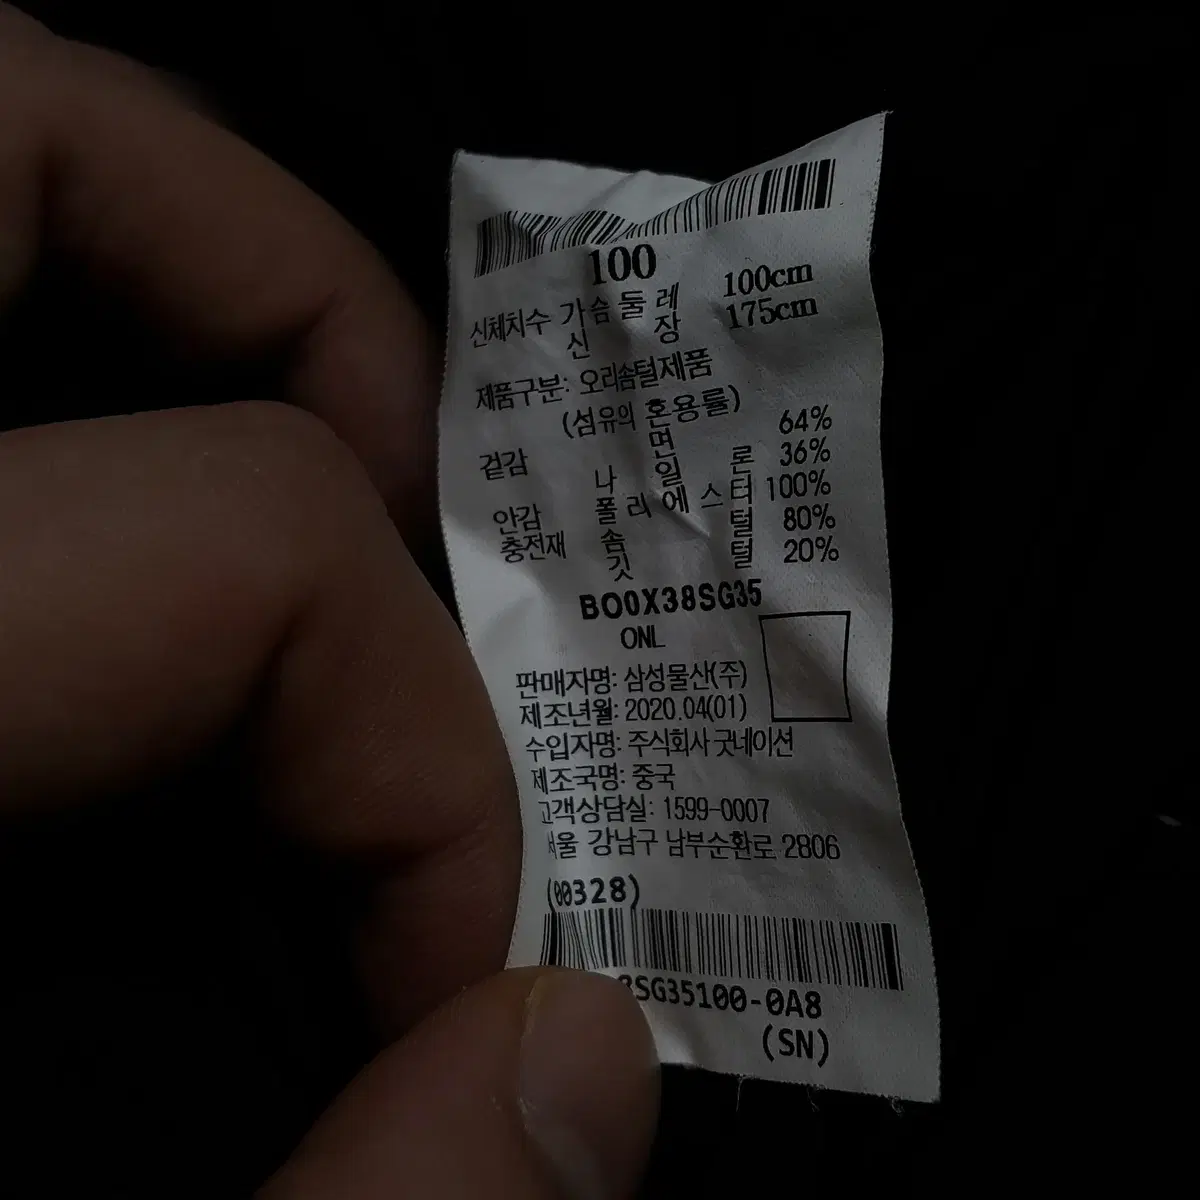 100
신체치수 가슴둘레 100cm
신장 175cm
제품구분: 오리솜털제품
(섬유의 혼용률)
겉감 면 64%
나일론 36%
안감 폴리에스터 100%
충전재 솜털 80%
깃털 20%
BO0X38SG35
ONL
판매자명: 삼성물산(주)
제조년월: 2020.04(01)
수입자명: 주식회사 굿네이션
제조국명: 중국
고객상담실: 1599-0007
서울 강남구 남부순환로 2806
(00328)
SG35100-0A8
(SN)